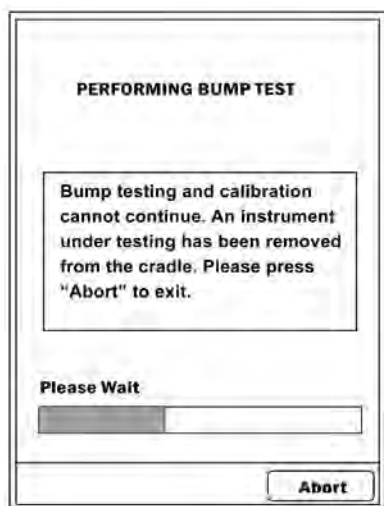 PERFORMING BUMP TEST
Bump testing and calibration
cannot continue. An instrument
under testing has been removed
from the cradle. Please press
"Abort" to exit.
Please Wait
Abort